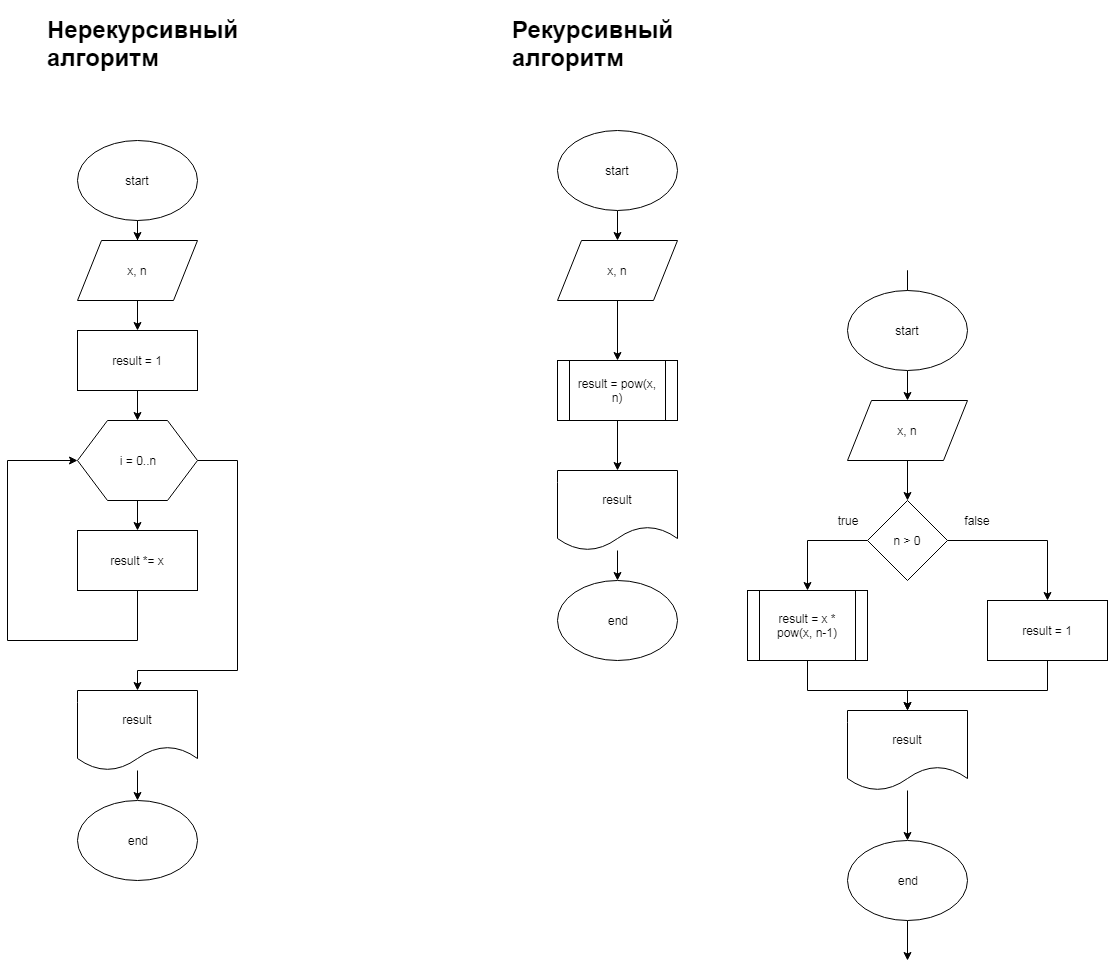 Нерекурсивный
алгоритм
start
x, n
result = 1
i = 0..n
result *= x
result
end
Рекурсивный
алгоритм
start
x, n
result = pow(x,
n)
result
end
start
x, n
n > 0
true
false
result = x *
pow(x, n-1)
result = 1
result
end